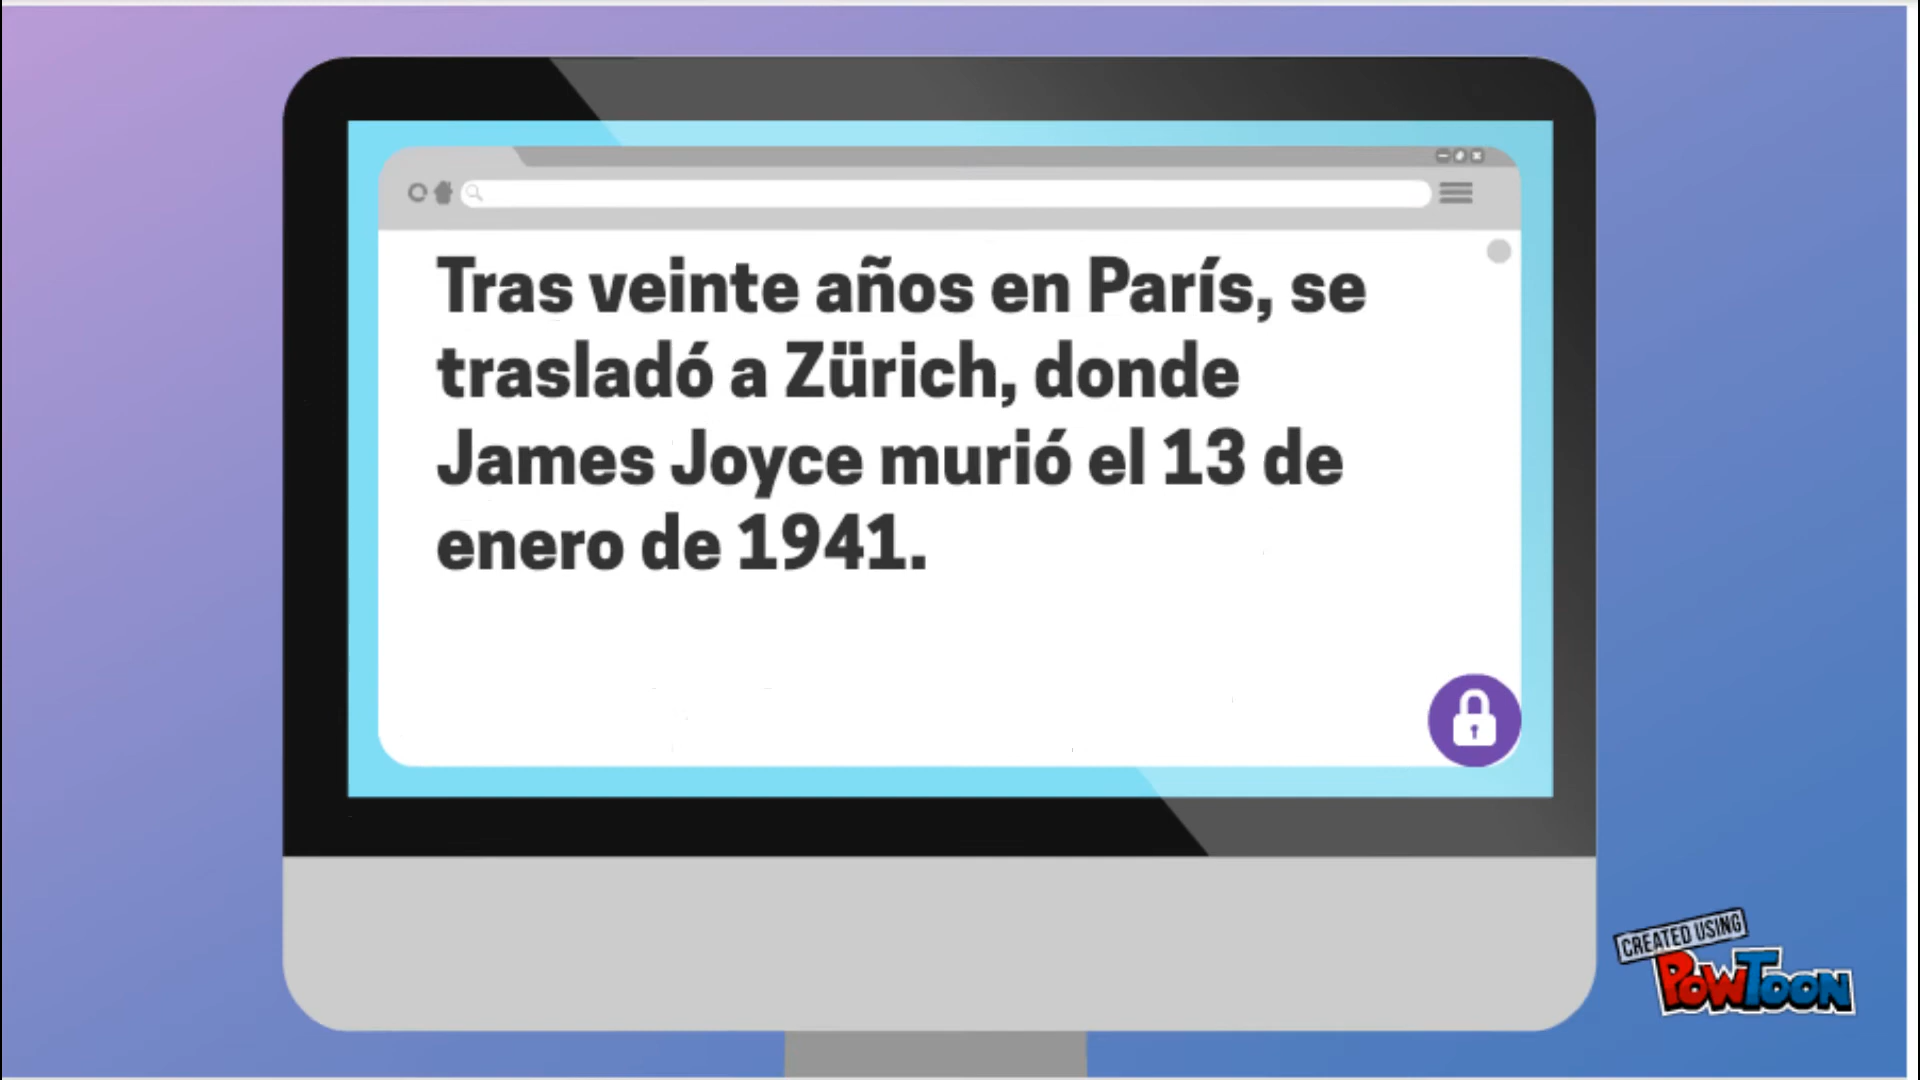 Tras veinte años en París, se
trasladó a Zürich, donde
James Joyce murió el 13 de
enero de 1941.
CREATED USING
POWTOON